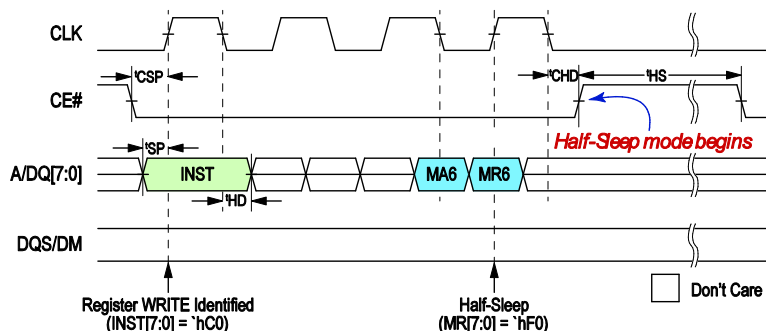 CLK
tCSP
tCHD
tHS
CE#
Half-Sleep mode begins
tSP
A/DQ[7:0]
INST
MA6
MR6
tHD
DQS/DM
Don't Care
Register WRITE Identified
(INST[7:0] = `hC0)
Half-Sleep
(MR[7:0] = `hF0)